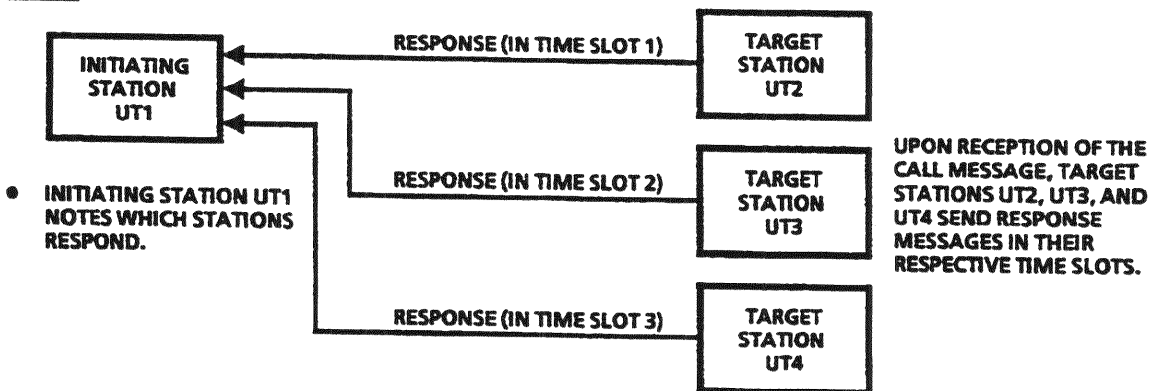 RESPONSE (IN TIME SLOT 1)
INITIATING
STATION
UT1
TARGET
STATION
UT2
RESPONSE (IN TIME SLOT 2)
TARGET
STATION
UT3
UPON RECEPTION OF THE
CALL MESSAGE, TARGET
STATIONS UT2, UT3, AND
UT4 SEND RESPONSE
MESSAGES IN THEIR
RESPECTIVE TIME SLOTS.
• INITIATING STATION UT1
NOTES WHICH STATIONS
RESPOND.
RESPONSE (IN TIME SLOT 3)
TARGET
STATION
UT4